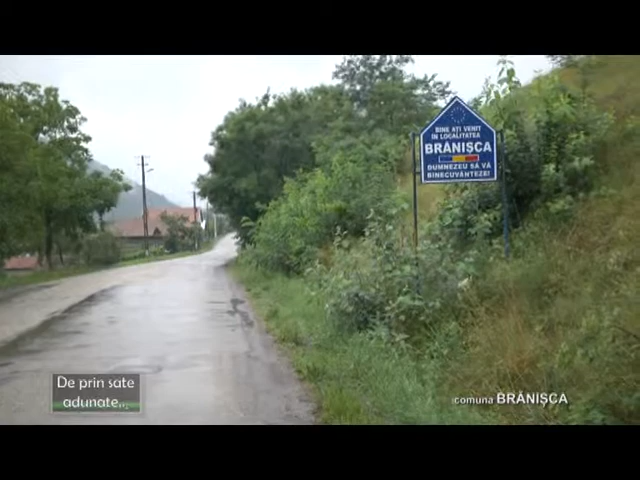 BINE AȚI VENIT
ÎN LOCALITATEA
BRĂNIȘCA
DUMNEZEU SĂ VĂ
BINECUVÂNTEZE!
De prin sate
adunate...
comuna BRĂNIȘCA